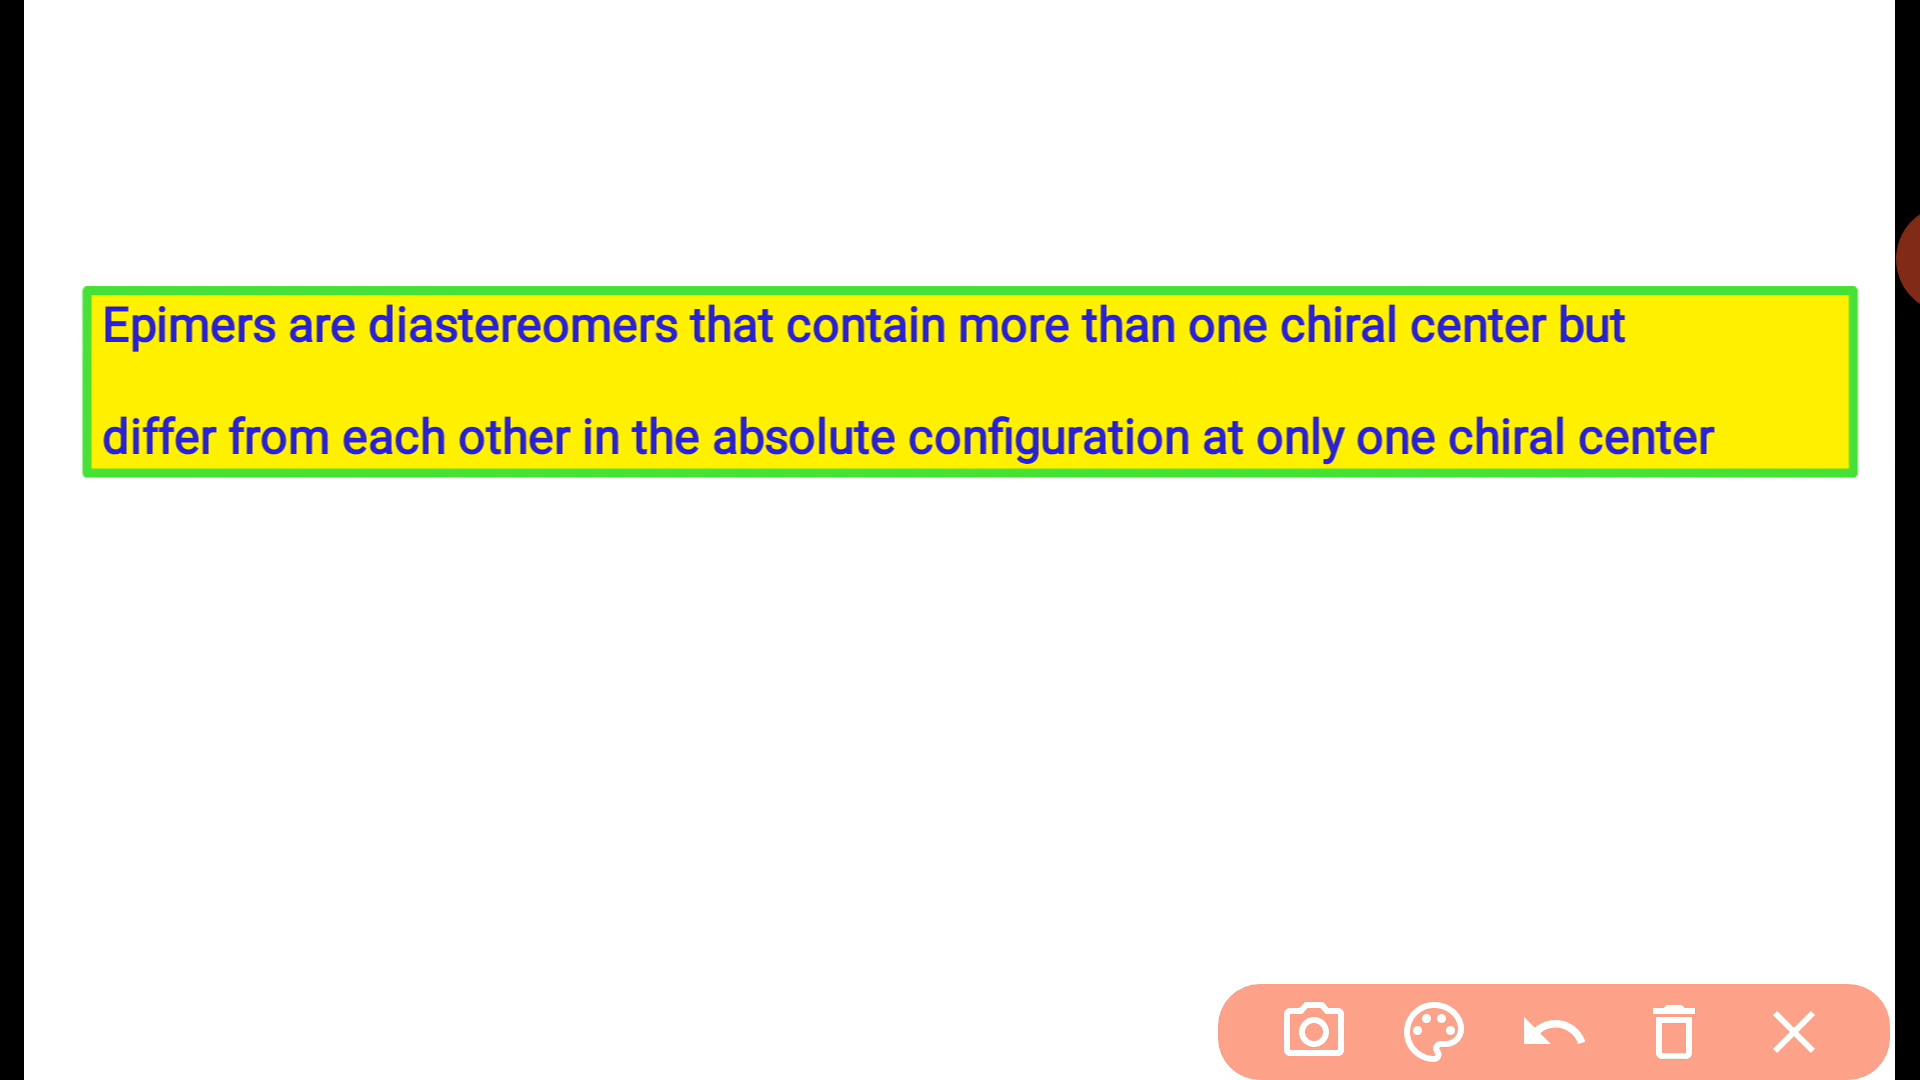 Epimers are diastereomers that contain more than one chiral center but
differ from each other in the absolute configuration at only one chiral center